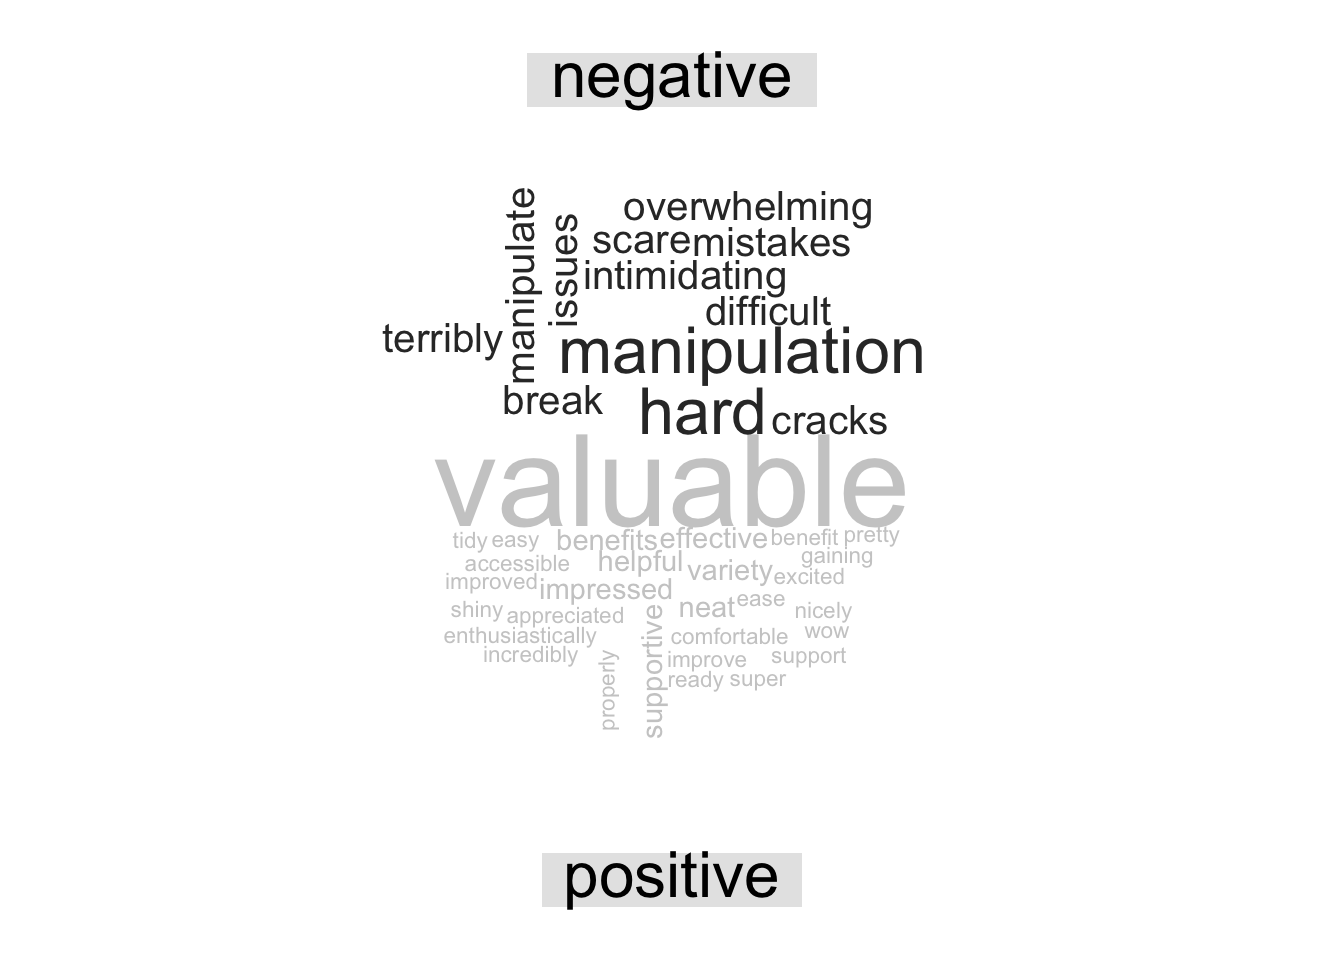 negative
manipulate
issues
overwhelming
scare mistakes
intimidating
difficult
terribly
manipulation
break
hard cracks
valuable
tidy easy benefits effective benefit pretty
accessible helpful variety gaining
improved impressed excited
shiny appreciated neat ease nicely
enthusiastically supportive comfortable wow
incredibly properly improve support
ready super
positive